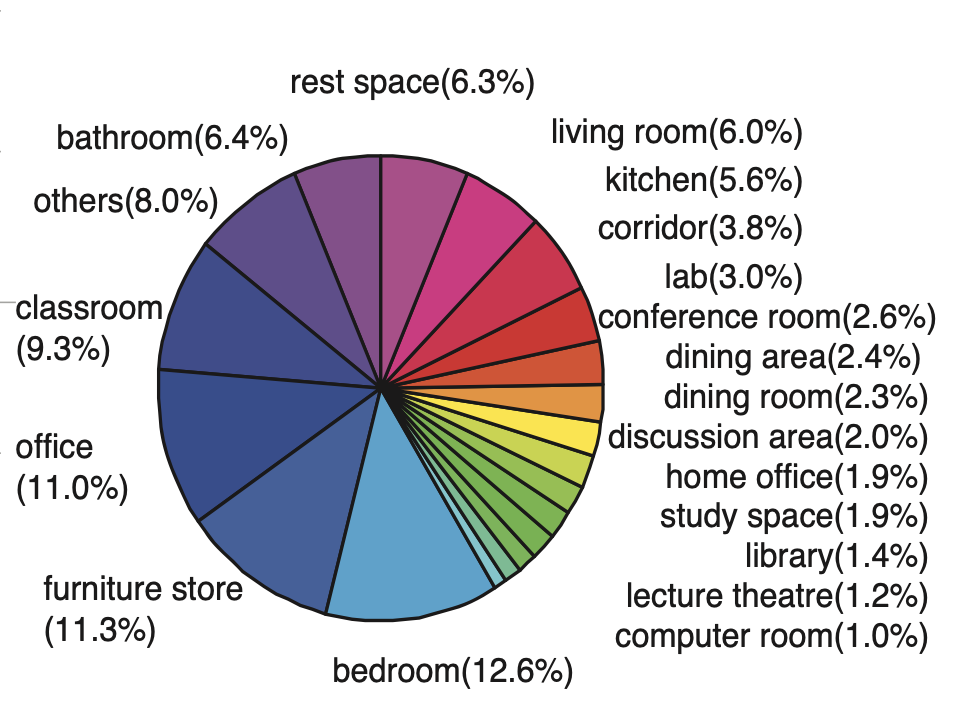 rest space(6.3%)
bathroom(6.4%)
living room(6.0%)
kitchen(5.6%)
others(8.0%)
corridor(3.8%)
lab(3.0%)
classroom
(9.3%)
conference room(2.6%)
dining area(2.4%)
dining room(2.3%)
discussion area(2.0%)
office
(11.0%)
home office(1.9%)
study space(1.9%)
library(1.4%)
furniture store
(11.3%)
lecture theatre(1.2%)
computer room(1.0%)
bedroom(12.6%)